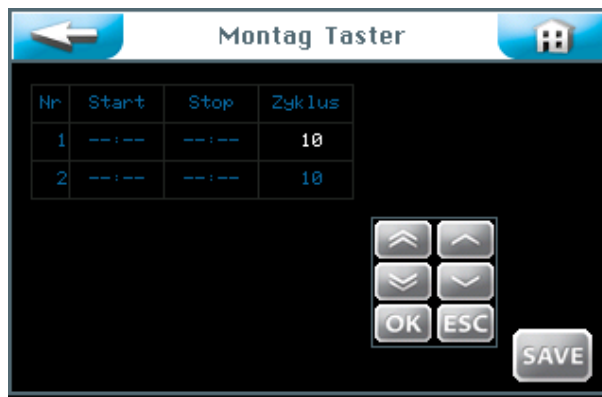 Montag Taster
Nr Start Stop Zyklus
1 --:-- --:-- 10
2 --:-- --:-- 10
OK ESC
SAVE